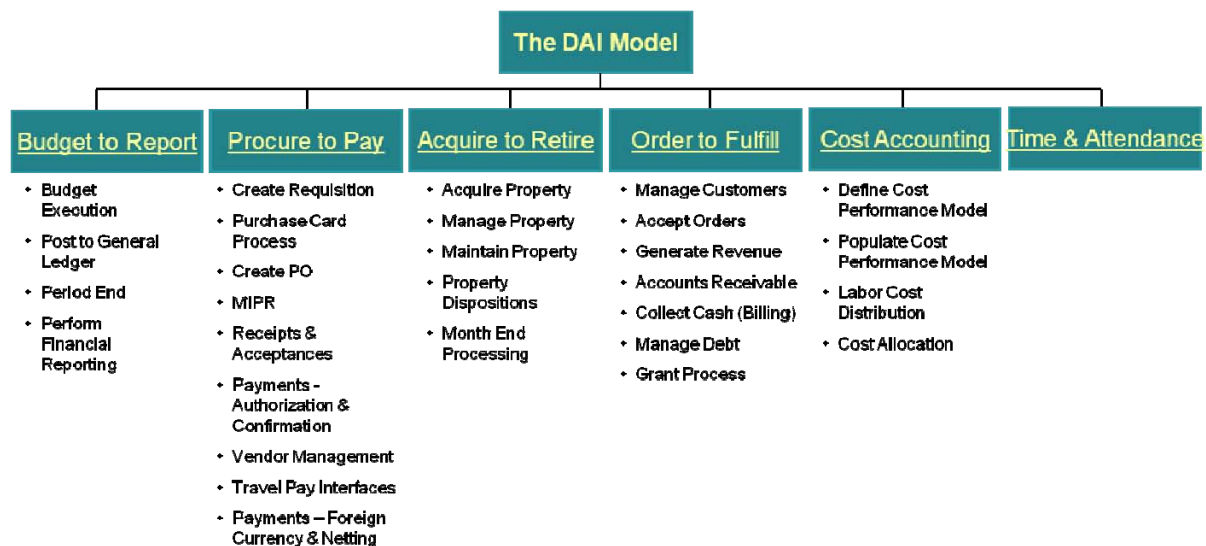 The DAI Model
Budget to Report
• Budget
Execution
• Post to General
Ledger
• Period End
• Perform
Financial
Reporting
Procure to Pay
• Create Requisition
• Purchase Card
Process
• Create PO
• MIPR
• Receipts &
Acceptances
• Payments -
Authorization &
Confirmation
• Vendor Management
• Travel Pay Interfaces
• Payments – Foreign
Currency & Netting
Acquire to Retire
• Acquire Property
• Manage Property
• Maintain Property
• Property
Dispositions
• Month End
Processing
Order to Fulfill
• Manage Customers
• Accept Orders
• Generate Revenue
• Accounts Receivable
• Collect Cash (Billing)
• Manage Debt
• Grant Process
Cost Accounting
• Define Cost
Performance Model
• Populate Cost
Performance Model
• Labor Cost
Distribution
• Cost Allocation
Time & Attendance